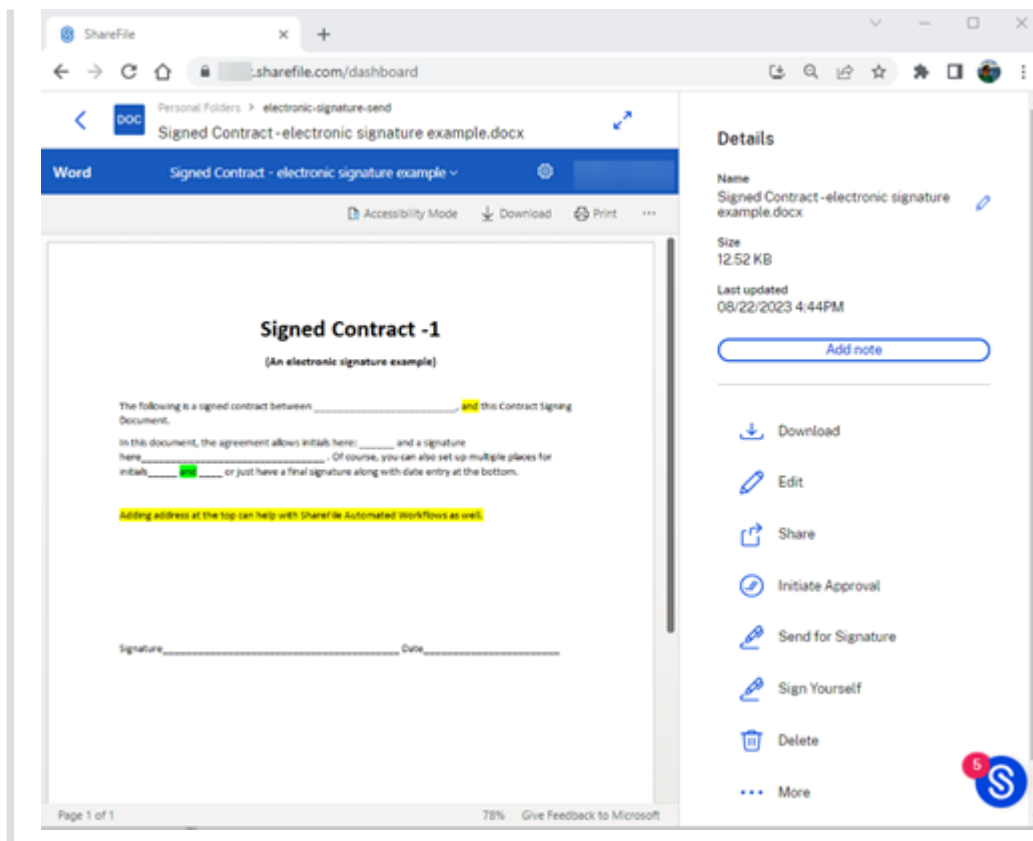 ShareFile
.sharefile.com/dashboard
DOC
Personal Folders > electronic-signature-send
Signed Contract-electronic signature example.docx
Word
Signed Contract - electronic signature example
Accessibility Mode
Download
Print
...
Signed Contract -1
(An electronic signature example)
The following is a signed contract between ________________________, and this Contract Signing
Document.
In this document, the agreement allows initials here: ______ and a signature
here______________________________ . Of course, you can also set up multiple places for
initials_____ and ____ or just have a final signature along with date entry at the bottom.
Adding address at the top can help with ShareFile Automated Workflows as well.
Signature________________________________________ Date_______________________
Page 1 of 1
78%
Give Feedback to Microsoft
Details
Name
Signed Contract-electronic signature
example.docx
Size
12.52 KB
Last updated
08/22/2023 4:44PM
Add note
Download
Edit
Share
Initiate Approval
Send for Signature
Sign Yourself
Delete
More
5